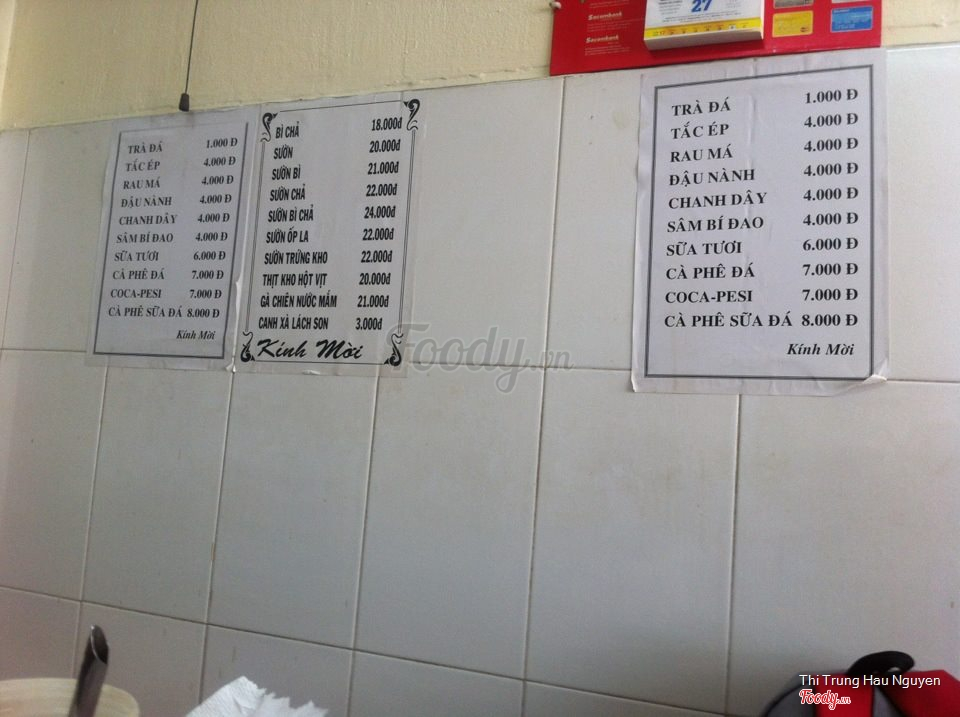 Sacombank
Sacombank
27
TRÀ ĐÁ 1.000 Đ
TẮC ÉP 4.000 Đ
RAU MÁ 4.000 Đ
ĐẬU NÀNH 4.000 Đ
CHANH DÂY 4.000 Đ
SÂM BÍ ĐAO 4.000 Đ
SỮA TƯƠI 6.000 Đ
CÀ PHÊ ĐÁ 7.000 Đ
COCA-PESI 7.000 Đ
CÀ PHÊ SỮA ĐÁ 8.000 Đ
Kính Mời
BÌ CHẢ 18.000đ
SƯỜN 20.000đ
SƯỜN BÌ 21.000đ
SƯỜN CHẢ 22.000đ
SƯỜN BÌ CHẢ 24.000đ
SƯỜN ỐP LA 22.000đ
SƯỜN TRỨNG KHO 22.000đ
THỊT KHO HỘT VỊT 20.000đ
GÀ CHIÊN NƯỚC MẮM 21.000đ
CANH XÀ LÁCH SON 3.000đ
Kính Mời
TRÀ ĐÁ 1.000 Đ
TẮC ÉP 4.000 Đ
RAU MÁ 4.000 Đ
ĐẬU NÀNH 4.000 Đ
CHANH DÂY 4.000 Đ
SÂM BÍ ĐAO 4.000 Đ
SỮA TƯƠI 6.000 Đ
CÀ PHÊ ĐÁ 7.000 Đ
COCA-PESI 7.000 Đ
CÀ PHÊ SỮA ĐÁ 8.000 Đ
Kính Mời
Foody.vn
Thi Trung Hau Nguyen
Foody.vn